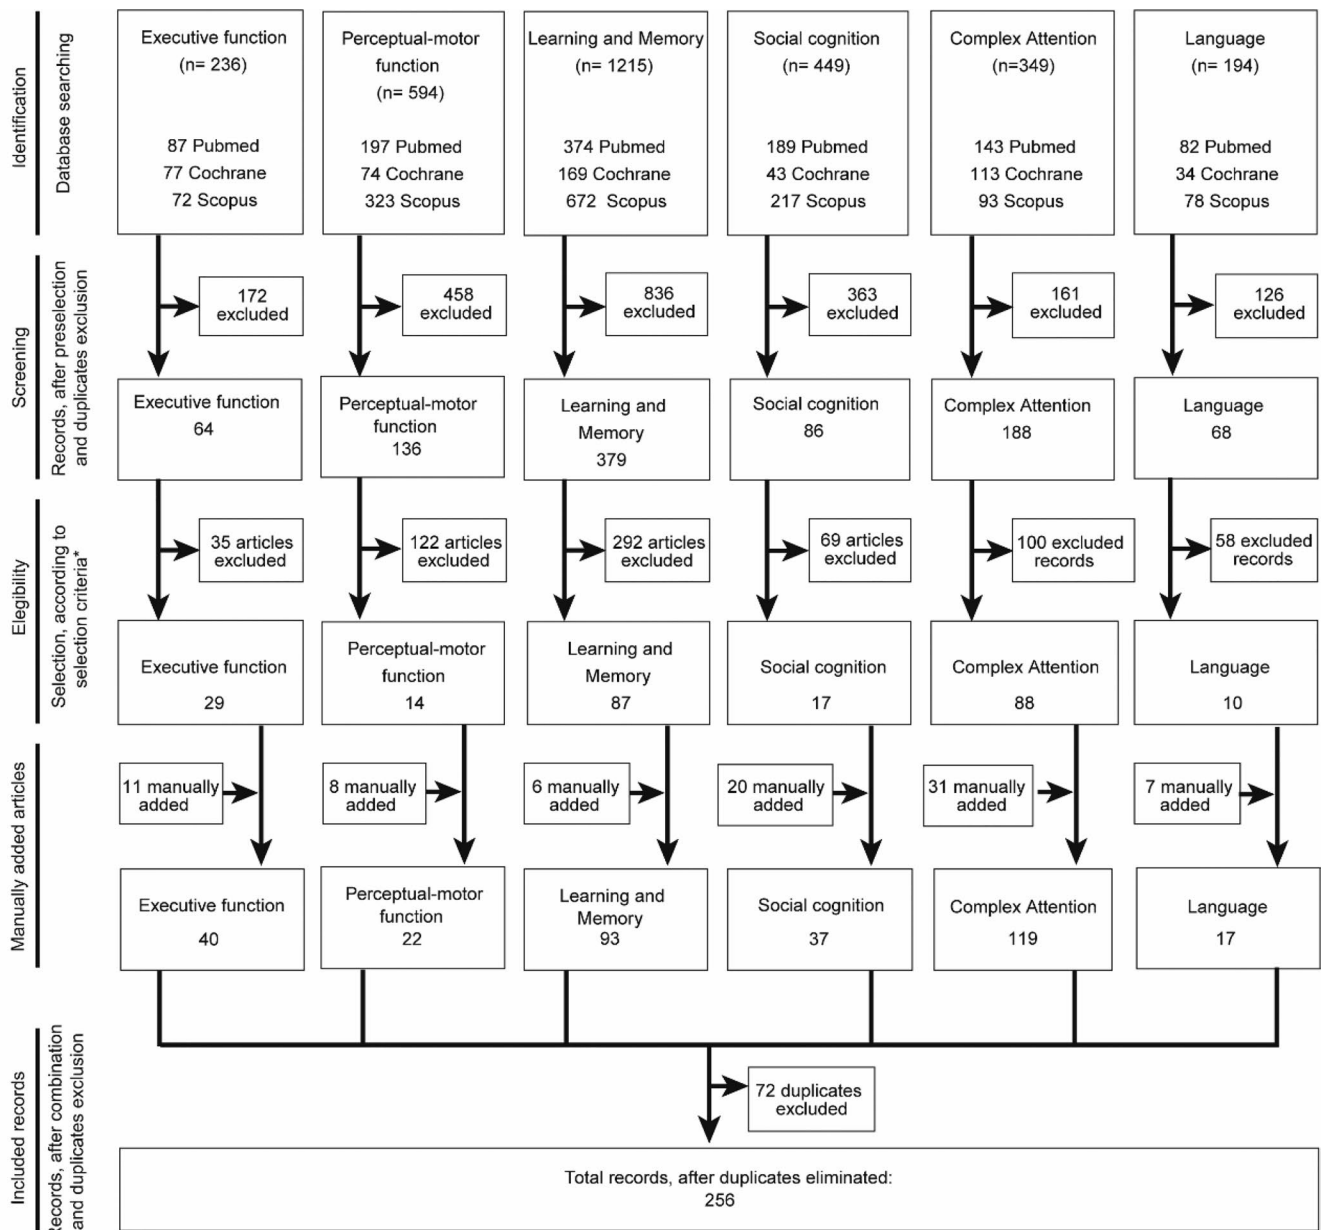 Identification
Database searching
Executive function
(n= 236)
87 Pubmed
77 Cochrane
72 Scopus
Perceptual-motor
function
(n= 594)
197 Pubmed
74 Cochrane
323 Scopus
Learning and Memory
(n= 1215)
374 Pubmed
169 Cochrane
672 Scopus
Social cognition
(n= 449)
189 Pubmed
43 Cochrane
217 Scopus
Complex Attention
(n=349)
143 Pubmed
113 Cochrane
93 Scopus
Language
(n= 194)
82 Pubmed
34 Cochrane
78 Scopus
Screening
Records, after preselection
and duplicates exclusion
172
excluded
458
excluded
836
excluded
363
excluded
161
excluded
126
excluded
Executive function
64
Perceptual-motor
function
136
Learning and
Memory
379
Social cognition
86
Complex Attention
188
Language
68
Elegibility
Selection, according to
selection criteria*
35 articles
excluded
122 articles
excluded
292 articles
excluded
69 articles
excluded
100 excluded
records
58 excluded
records
Executive function
29
Perceptual-motor
function
14
Learning and
Memory
87
Social cognition
17
Complex Attention
88
Language
10
Manually added articles
11 manually
added
8 manually
added
6 manually
added
20 manually
added
31 manually
added
7 manually
added
Executive function
40
Perceptual-motor
function
22
Learning and
Memory
93
Social cognition
37
Complex Attention
119
Language
17
Included records
Records, after combination
and duplicates exclusion
72 duplicates
excluded
Total records, after duplicates eliminated:
256